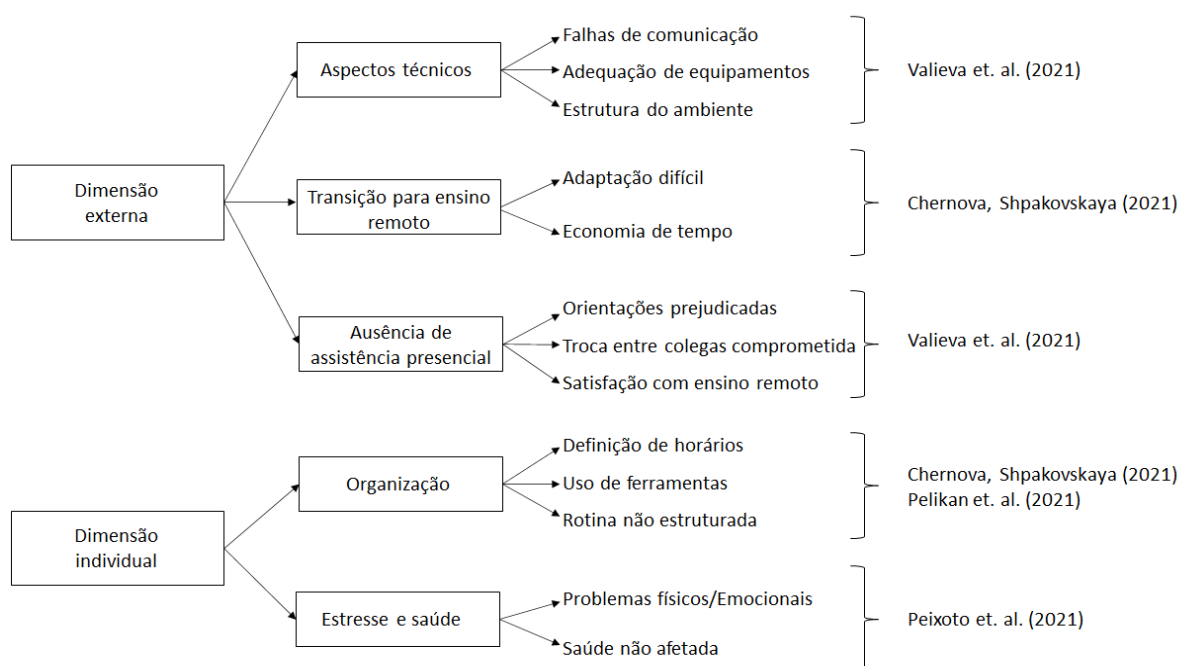 Dimensão
externa
Aspectos técnicos
Falhas de comunicação
Adequação de equipamentos
Estrutura do ambiente
Valieva et. al. (2021)
Transição para ensino
remoto
Adaptação difícil
Economia de tempo
Chernova, Shpakovskaya (2021)
Ausência de
assistência presencial
Orientações prejudicadas
Troca entre colegas comprometida
Satisfação com ensino remoto
Valieva et. al. (2021)
Dimensão
individual
Organização
Definição de horários
Uso de ferramentas
Rotina não estruturada
Chernova, Shpakovskaya (2021)
Pelikan et. al. (2021)
Estresse e saúde
Problemas físicos/Emocionais
Saúde não afetada
Peixoto et. al. (2021)